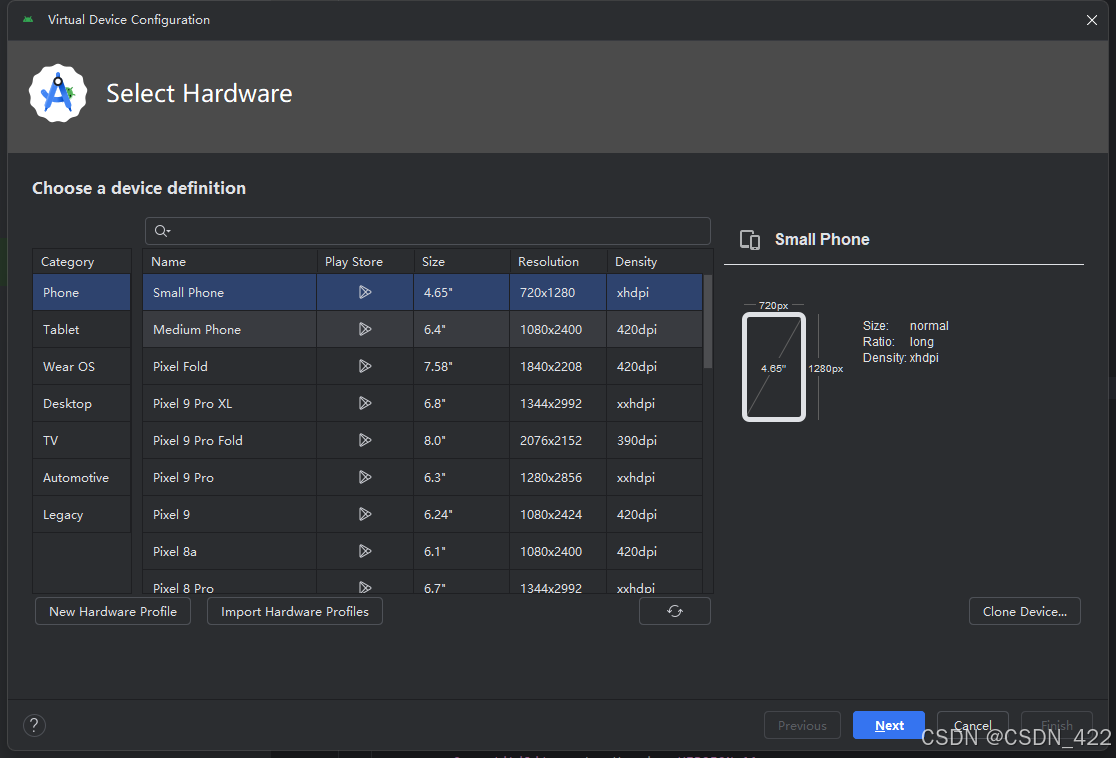 Virtual Device Configuration
Select Hardware
Choose a device definition
Category
Phone
Tablet
Wear OS
Desktop
TV
Automotive
Legacy
Name Play Store Size Resolution Density
Small Phone 4.65" 720x1280 xhdpi
Medium Phone 6.4" 1080x2400 420dpi
Pixel Fold 7.58" 1840x2208 420dpi
Pixel 9 Pro XL 6.8" 1344x2992 xxhdpi
Pixel 9 Pro Fold 8.0" 2076x2152 390dpi
Pixel 9 Pro 6.3" 1280x2856 xxhdpi
Pixel 9 6.24" 1080x2424 420dpi
Pixel 8a 6.1" 1080x2400 420dpi
Pixel 8 Pro 6.7" 1344x2992 xxhdpi
New Hardware Profile Import Hardware Profiles
Small Phone
720px
4.65"
1280px
Size: normal
Ratio: long
Density: xhdpi
Clone Device...
?
Previous Next Cancel Finish
CSDN @CSDN_422